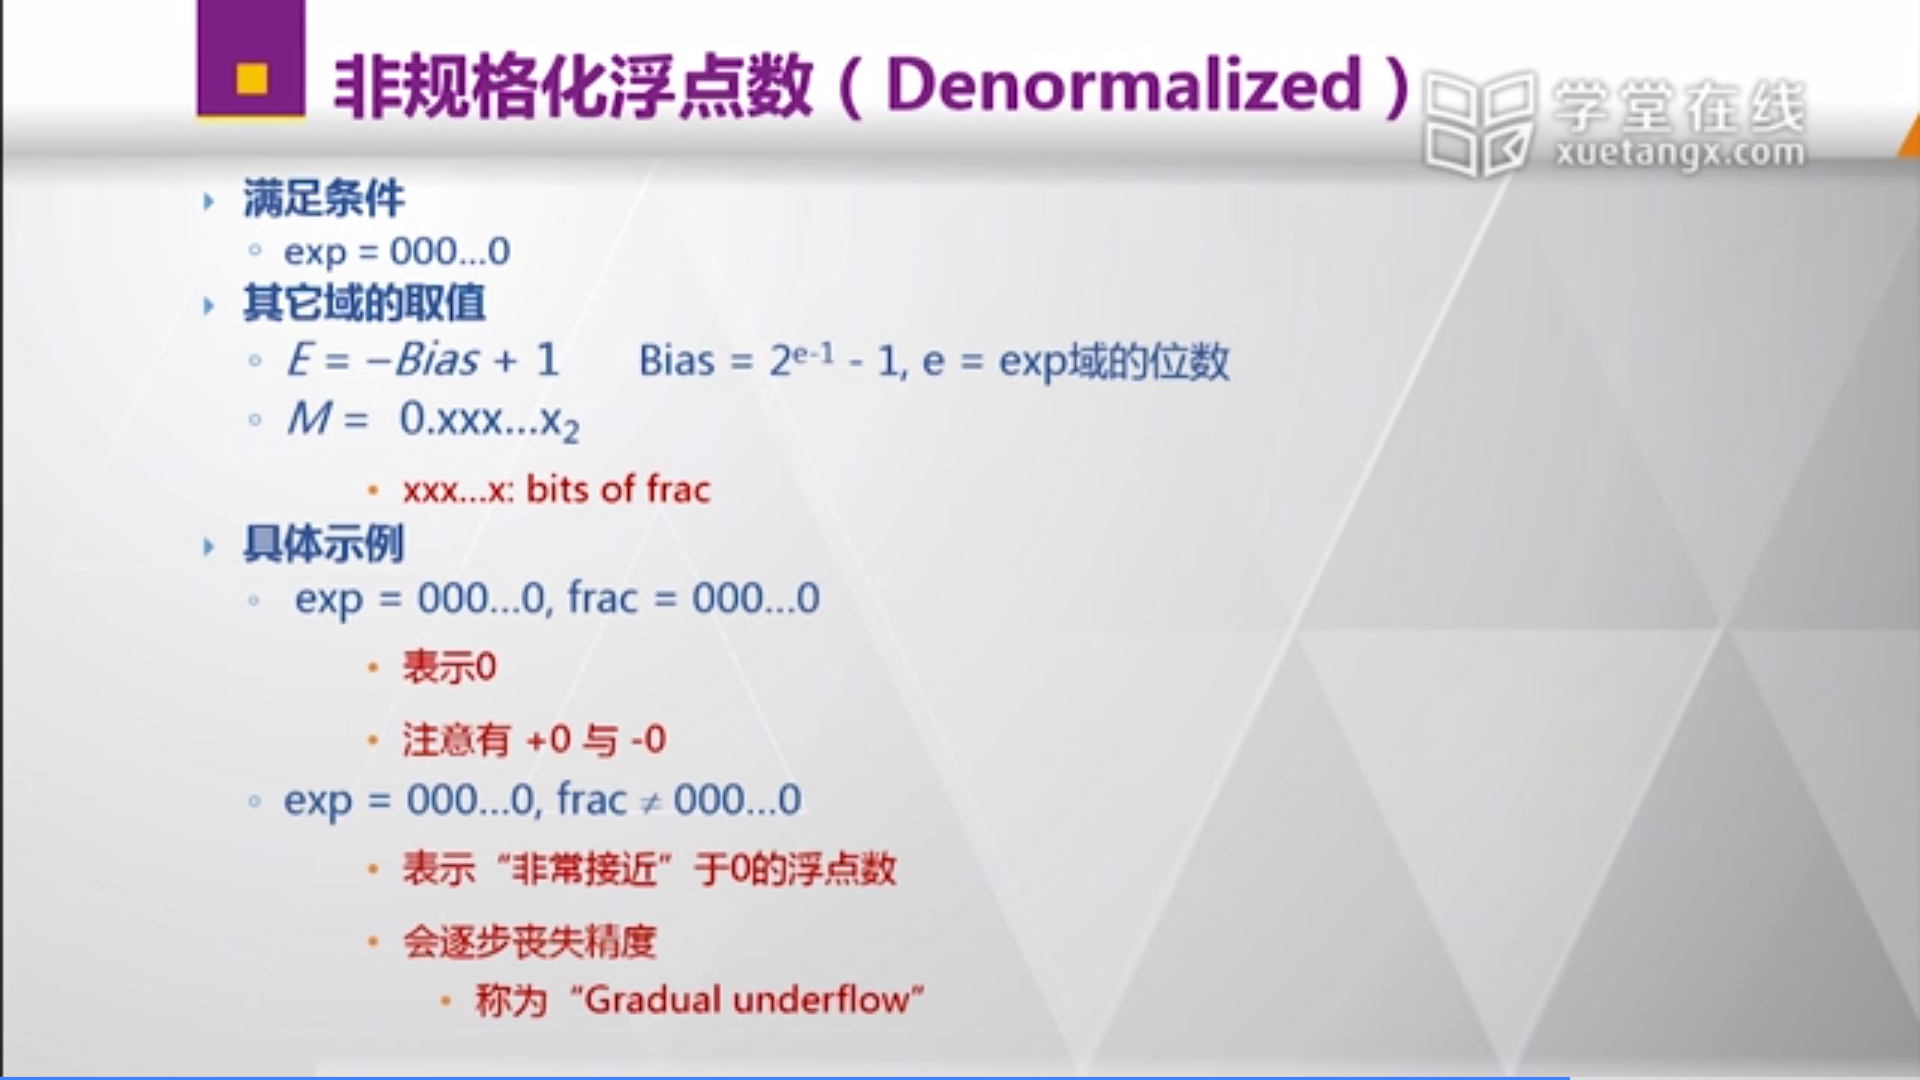 非规格化浮点数（Denormalized）
学堂在线
xuetangx.com
满足条件
exp = 000...0
其它域的取值
E = −Bias + 1 Bias = 2^{e-1} - 1, e = exp域的位数
M = 0.xxx...x₂
xxx...x: bits of frac
具体示例
exp = 000...0, frac = 000...0
表示0
注意有 +0 与 -0
exp = 000...0, frac ≠ 000...0
表示“非常接近”于0的浮点数
会逐步丧失精度
称为“Gradual underflow”